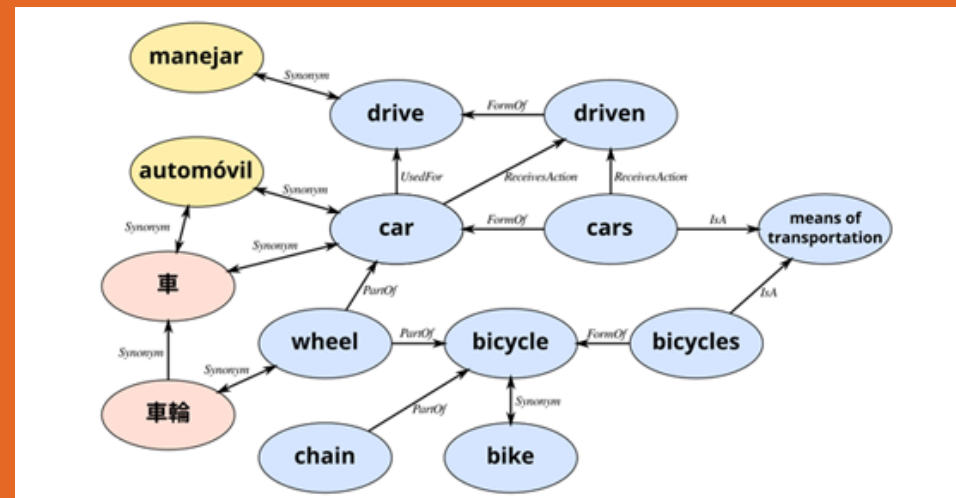 manejar
Synonym
drive
FormOf
driven
automóvil
Synonym
UsedFor
ReceivesAction
ReceivesAction
Synonym
car
FormOf
cars
IsA
means of
transportation
Synonym
車
PartOf
IsA
wheel
PartOf
bicycle
FormOf
bicycles
Synonym
Synonym
車輪
PartOf
Synonym
chain
bike